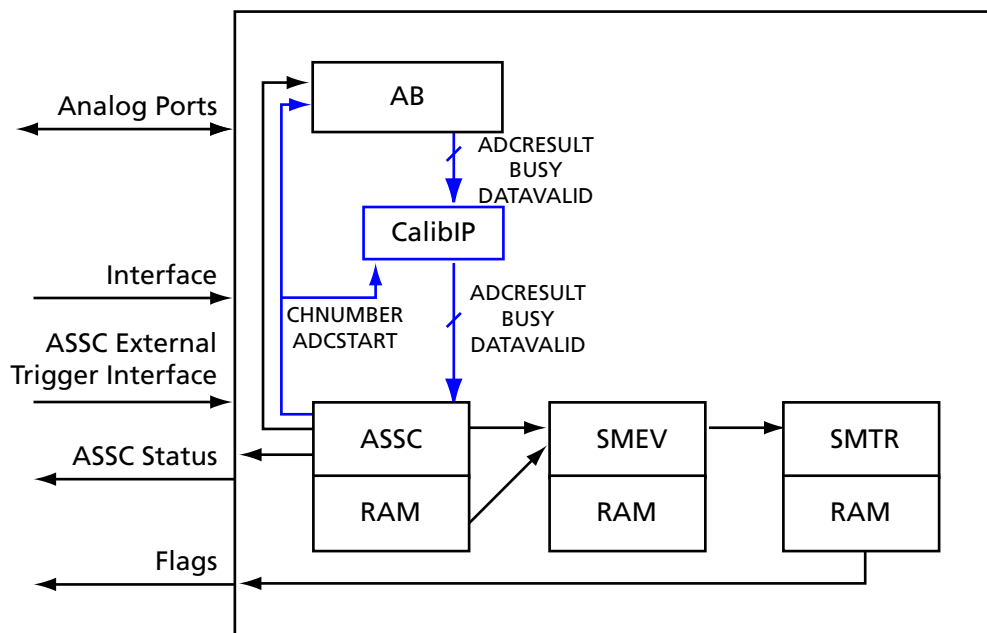 AB
Analog Ports
ADCRESULT
BUSY
DATAVALID
CalibIP
Interface
CHNUMBER
ADCSTART
ADCRESULT
BUSY
DATAVALID
ASSC External
Trigger Interface
ASSC Status
ASSC
SMEV
SMTR
RAM
RAM
RAM
Flags